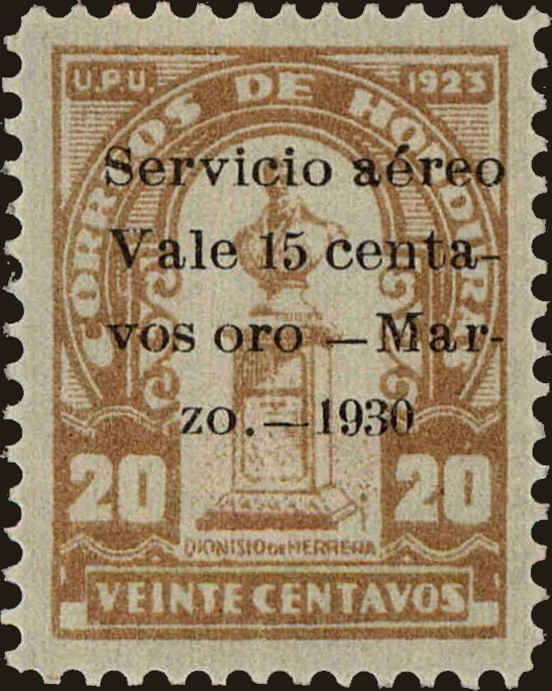 U.P.U. 1923
CORREOS DE HONDURAS
Servicio aéreo
Vale 15 centa-
vos oro —Mar-
zo.—1930
20 20
DIONISIO DE HERRERA
VEINTE CENTAVOS